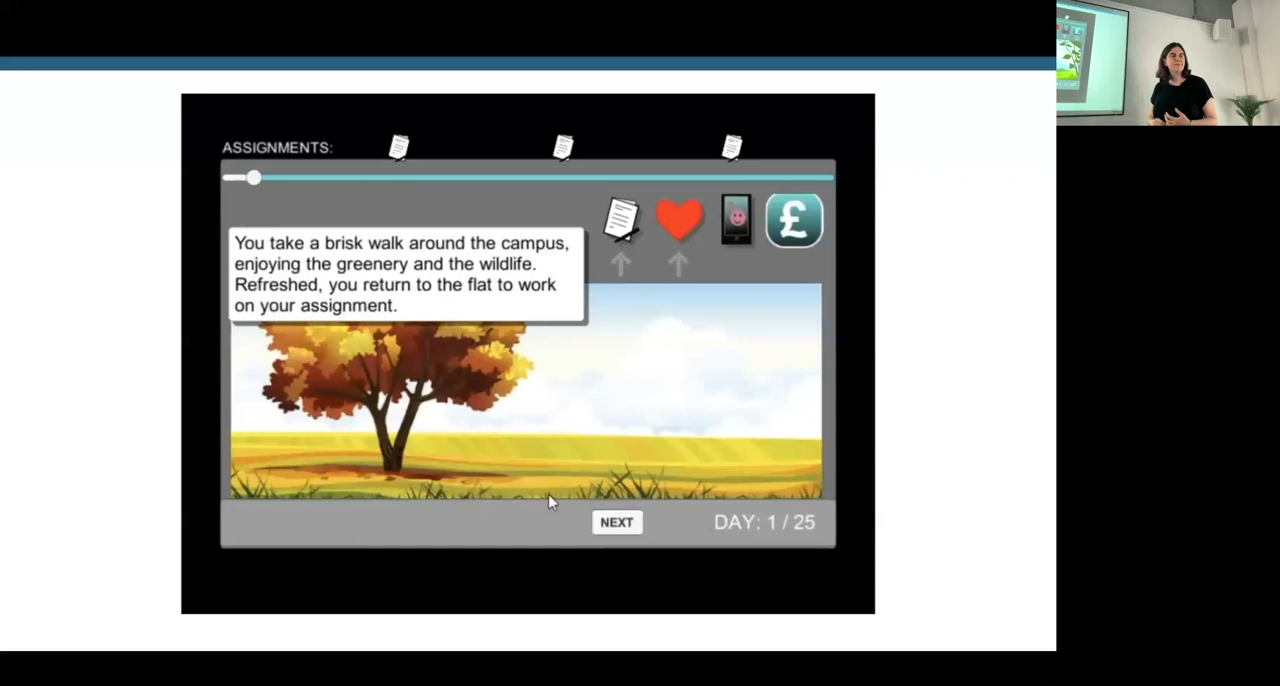 ASSIGNMENTS:
£
You take a brisk walk around the campus,
enjoying the greenery and the wildlife.
Refreshed, you return to the flat to work
on your assignment.
NEXT
DAY: 1 / 25